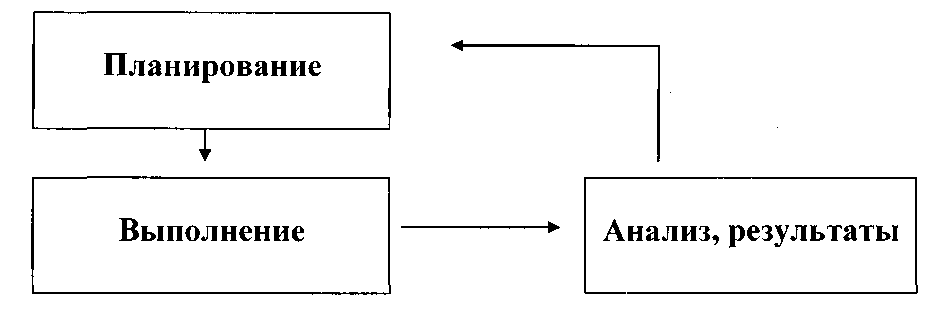 Планирование
Выполнение
Анализ, результаты